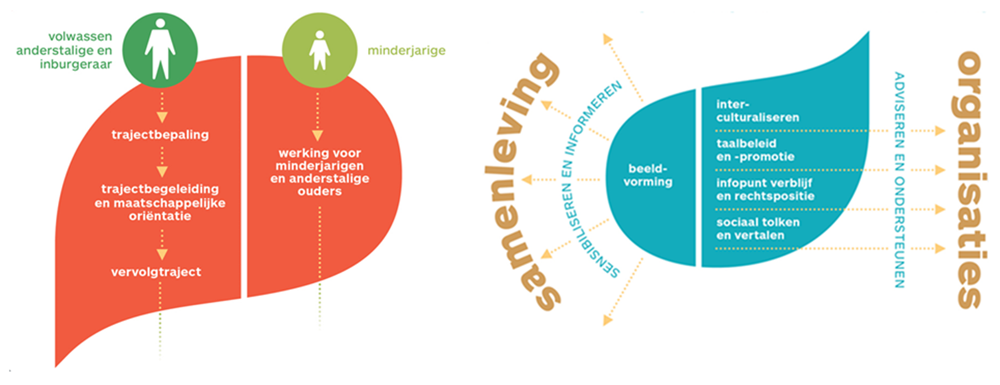 volwassen
anderstalige en
inburgeraar
trajectbepaling
trajectbegeleiding
en maatschappelijke
oriëntatie
vervolgtraject
minderjarige
werking voor
minderjarigen
en anderstalige
ouders
samenleving
SENSIBILISEREN EN INFORMEREN
beeld-
vorming
inter-
culturaliseren
taalbeleid
en -promotie
infopunt verblijf
en rechtspositie
sociaal tolken
en vertalen
ADVISEREN EN ONDERSTEUNEN
organisaties